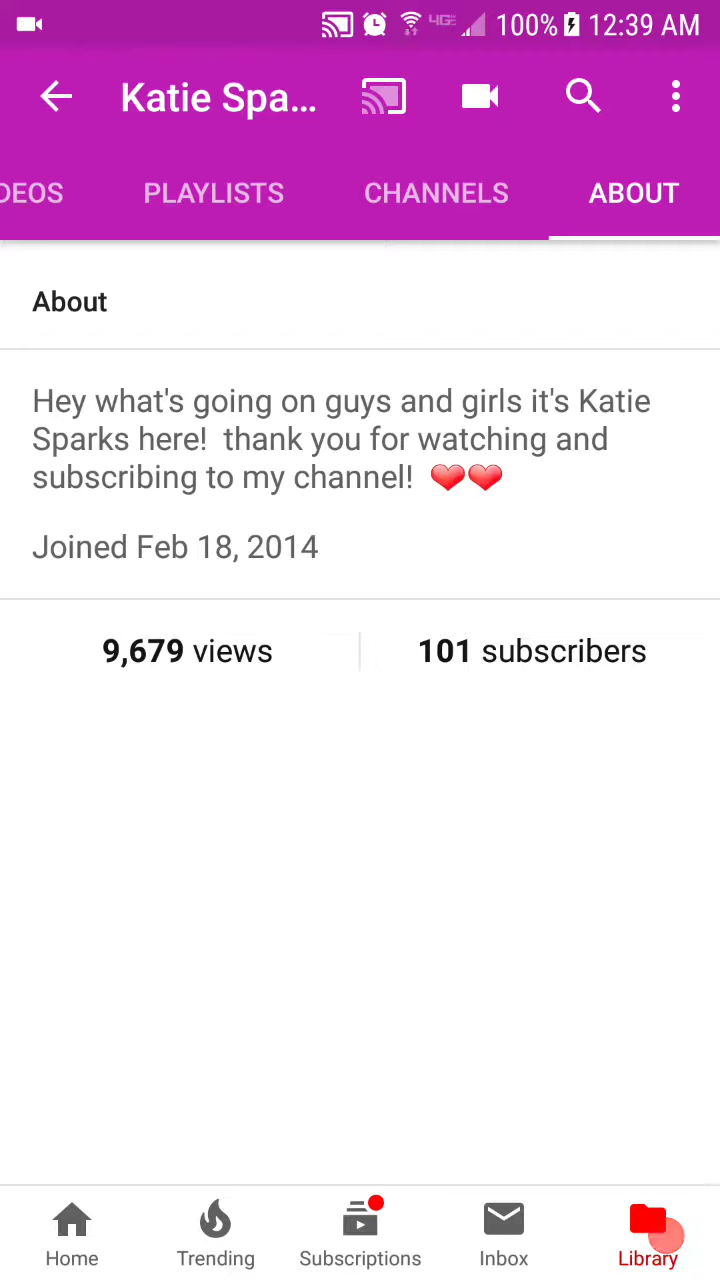 4GE 100% 12:39 AM
Katie Spa...
DEOS PLAYLISTS CHANNELS ABOUT
About
Hey what's going on guys and girls it's Katie
Sparks here!  thank you for watching and
subscribing to my channel!  ❤❤
Joined Feb 18, 2014
9,679 views 101 subscribers
Home Trending Subscriptions Inbox Library